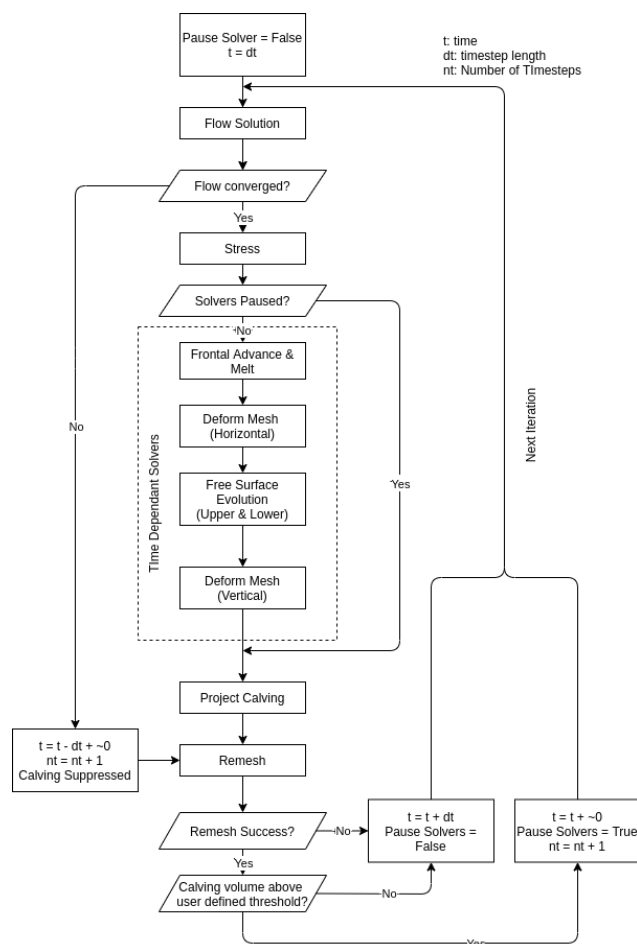 Pause Solver = False
t = dt
t: time
dt: timestep length
nt: Number of TImesteps
Flow Solution
Flow converged?
Yes
Stress
Solvers Paused?
No
Frontal Advance &
Melt
Deform Mesh
(Horizontal)
Free Surface
Evolution
(Upper & Lower)
Deform Mesh
(Vertical)
TIme Dependant Solvers
No
Yes
Next Iteration
Project Calving
t = t - dt + ~0
nt = nt + 1
Calving Suppressed
Remesh
Remesh Success?
No
t = t + dt
Pause Solvers =
False
t = t + ~0
Pause Solvers = True
nt = nt + 1
Yes
Calving volume above
user defined threshold?
No
Yes